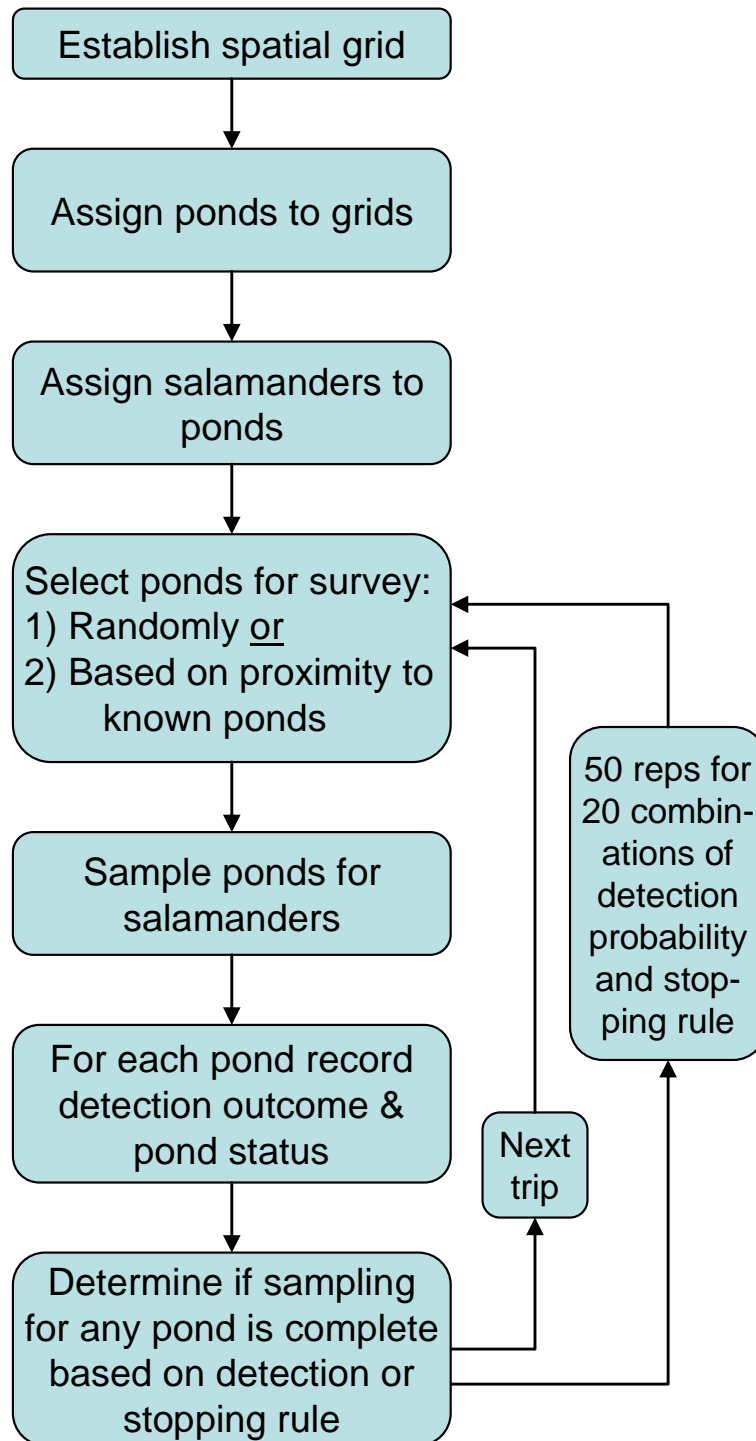 Establish spatial grid
Assign ponds to grids
Assign salamanders to
ponds
Select ponds for survey:
1) Randomly or
2) Based on proximity to
known ponds
Sample ponds for
salamanders
For each pond record
detection outcome &
pond status
Determine if sampling
for any pond is complete
based on detection or
stopping rule
Next
trip
50 reps for
20 combin-
ations of
detection
probability
and stop-
ping rule